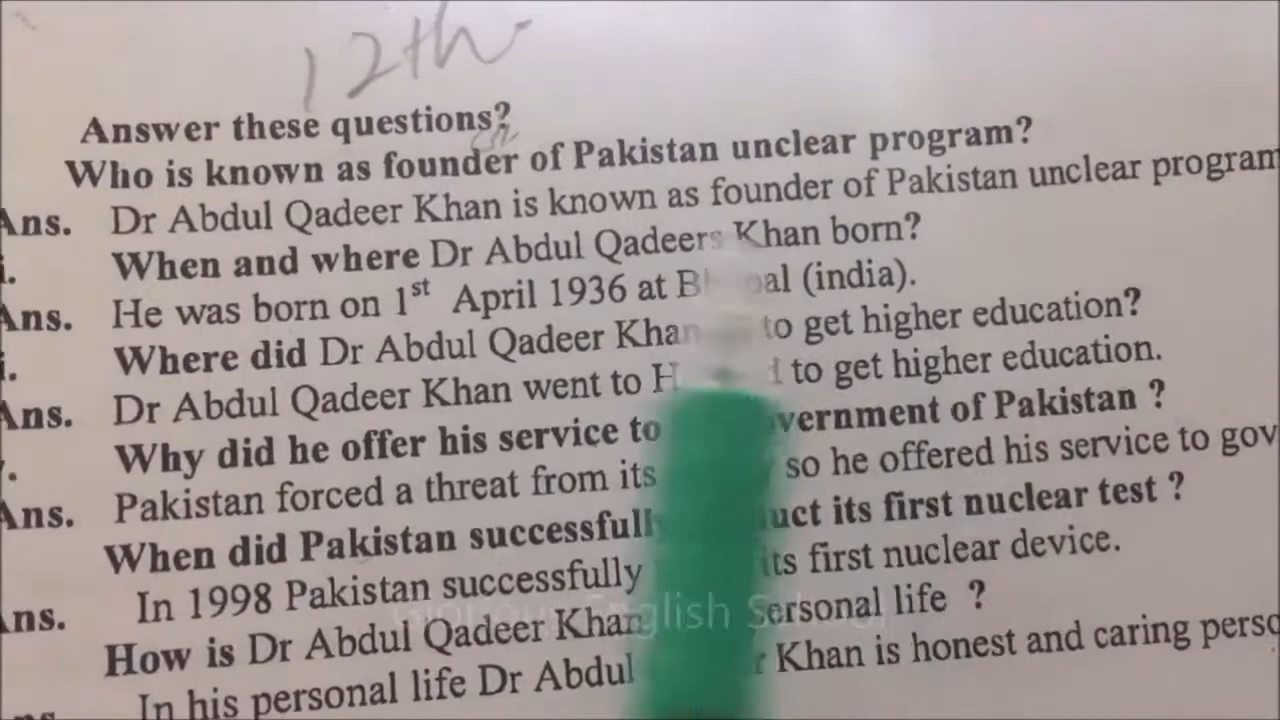 12th
Answer these questions?
Who is known as founder of Pakistan unclear program?
Ans. Dr Abdul Qadeer Khan is known as founder of Pakistan unclear program
i. When and where Dr Abdul Qadeers Khan born?
Ans. He was born on 1st April 1936 at (india).
i. Where did Dr Abdul Qadeer Khan to get higher education?
Ans. Dr Abdul Qadeer Khan went to to get higher education.
Why did he offer his service to of Pakistan ?
Ans. Pakistan forced a threat from its so he offered his service to gov
When did Pakistan successfully its first nuclear test ?
ns. In 1998 Pakistan successfully its first nuclear device.
How is Dr Abdul Qadeer Khan personal life ?
In his personal life Dr Abdul Khan is honest and caring perso
English